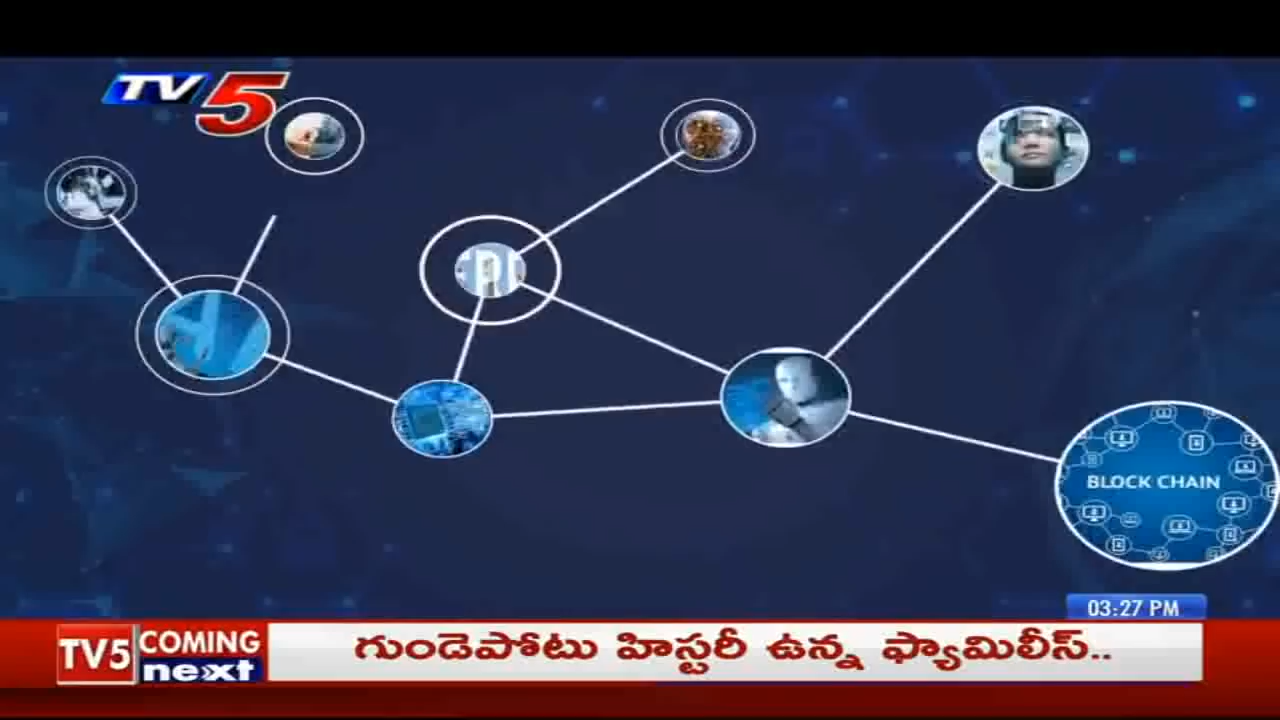 TV5
BLOCK CHAIN
03:27 PM
TV5 COMING next
గుండెపోటు హిస్టరీ ఉన్న ఫ్యామిలీస్..